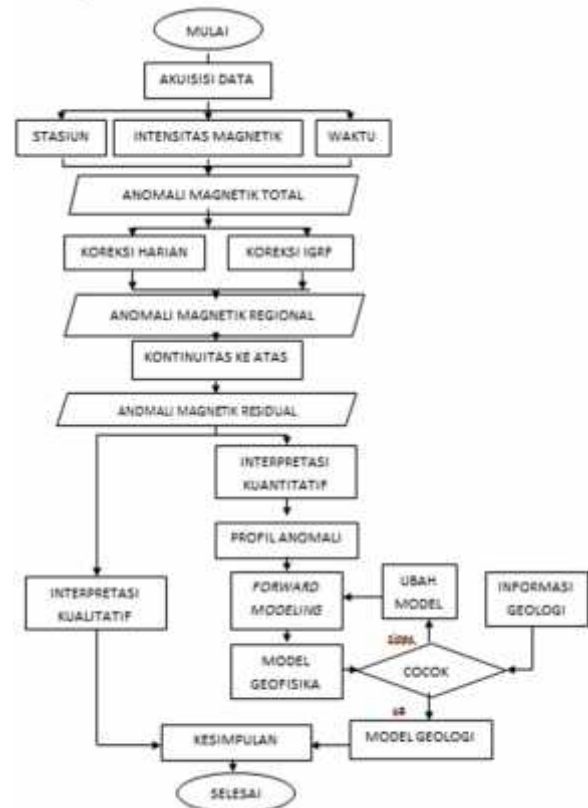 MULAI
AKUISISI DATA
STASIUN
INTENSITAS MAGNETIK
WAKTU
ANOMALI MAGNETIK TOTAL
KOREKSI HARIAN
KOREKSI IGRF
ANOMALI MAGNETIK REGIONAL
KONTINUITAS KE ATAS
ANOMALI MAGNETIK RESIDUAL
INTERPRETASI
KUANTITATIF
PROFIL ANOMALI
INTERPRETASI
KUALITATIF
FORWARD
MODELING
UBAH
MODEL
INFORMASI
GEOLOGI
MODEL
GEOFISIKA
COCOK
MODEL GEOLOGI
KESIMPULAN
SELESAI